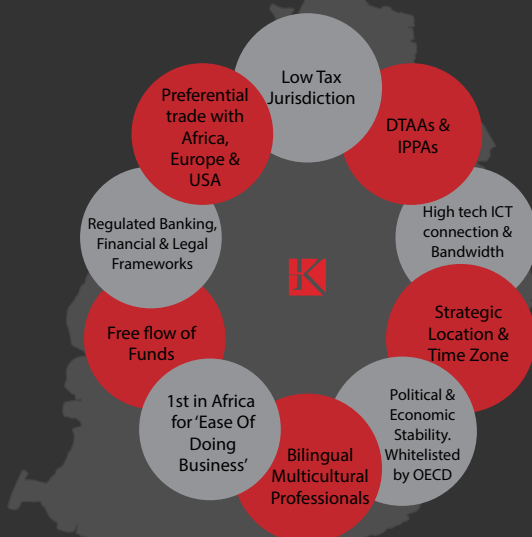 Low Tax
Jurisdiction
DTAAs &
IPPAs
High tech ICT
connection &
Bandwidth
Strategic
Location &
Time Zone
Political &
Economic
Stability.
Whitelisted
by OECD
Bilingual
Multicultural
Professionals
1st in Africa
for ‘Ease Of
Doing
Business’
Free flow of
Funds
Regulated Banking,
Financial & Legal
Frameworks
Preferential
trade with
Africa,
Europe &
USA